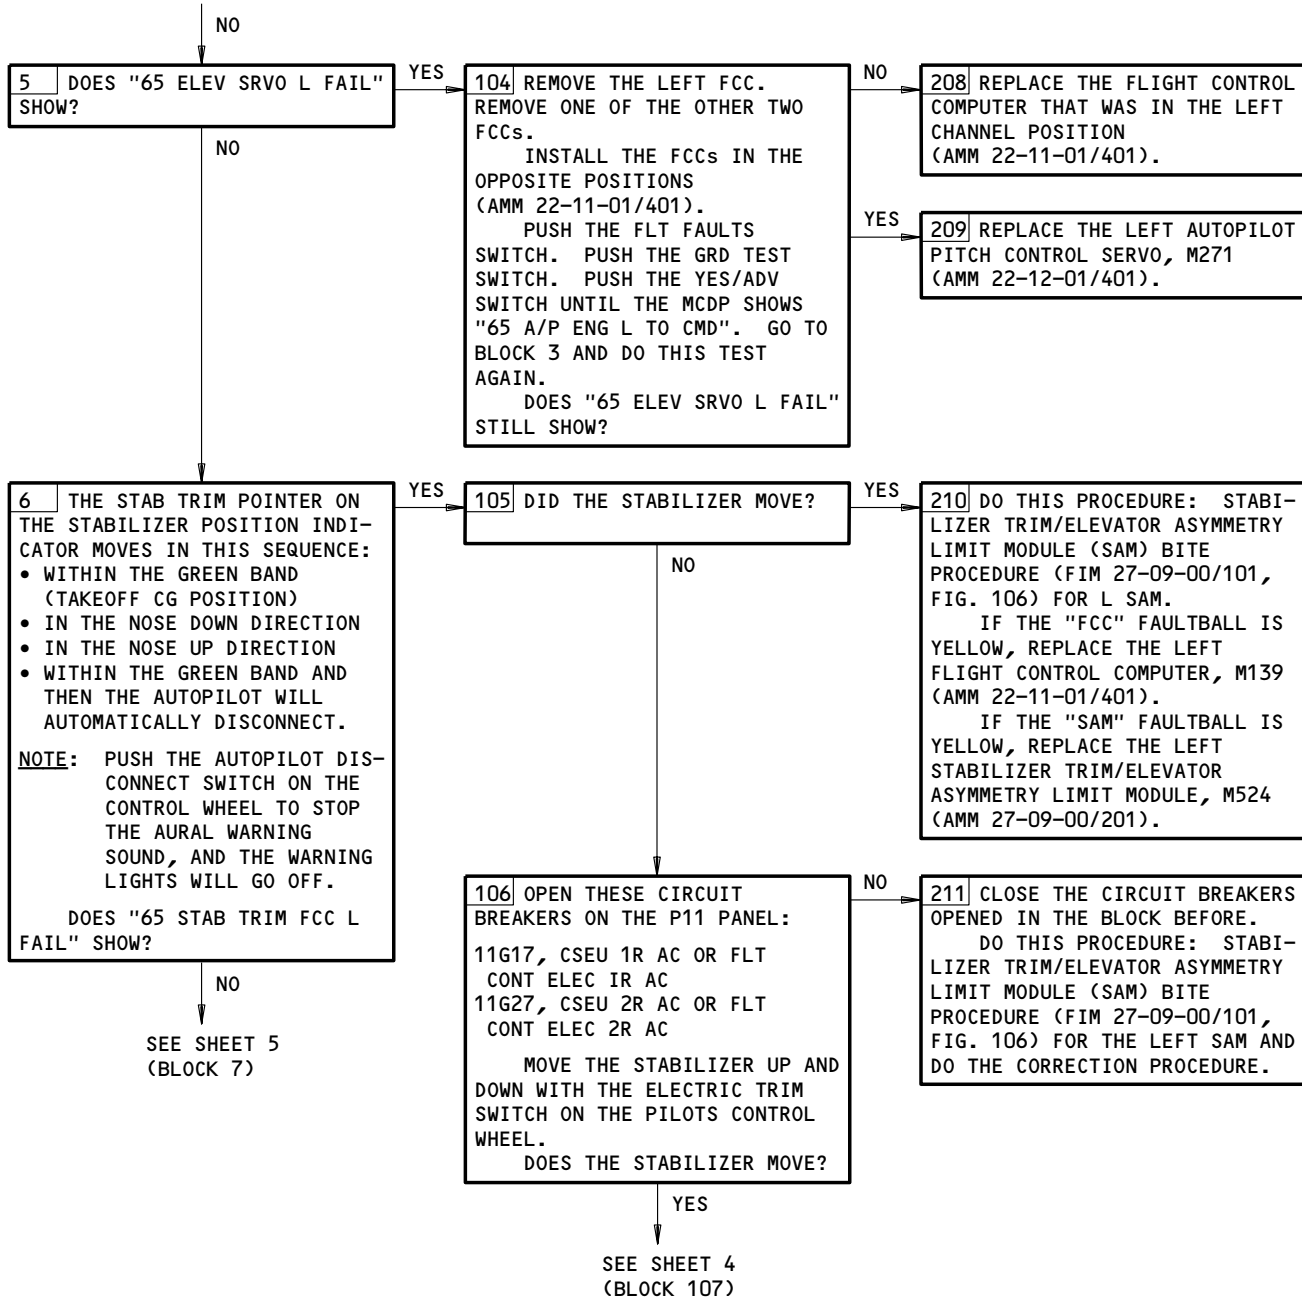 NO
5 DOES "65 ELEV SRVO L FAIL"
SHOW?
YES
NO
104 REMOVE THE LEFT FCC.
REMOVE ONE OF THE OTHER TWO
FCCs.
INSTALL THE FCCs IN THE
OPPOSITE POSITIONS
(AMM 22-11-01/401).
PUSH THE FLT FAULTS
SWITCH. PUSH THE GRD TEST
SWITCH. PUSH THE YES/ADV
SWITCH UNTIL THE MCDP SHOWS
"65 A/P ENG L TO CMD". GO TO
BLOCK 3 AND DO THIS TEST
AGAIN.
DOES "65 ELEV SRVO L FAIL"
STILL SHOW?
NO
208 REPLACE THE FLIGHT CONTROL
COMPUTER THAT WAS IN THE LEFT
CHANNEL POSITION
(AMM 22-11-01/401).
YES
209 REPLACE THE LEFT AUTOPILOT
PITCH CONTROL SERVO, M271
(AMM 22-12-01/401).
6 THE STAB TRIM POINTER ON
THE STABILIZER POSITION INDI-
CATOR MOVES IN THIS SEQUENCE:
• WITHIN THE GREEN BAND
(TAKEOFF CG POSITION)
• IN THE NOSE DOWN DIRECTION
• IN THE NOSE UP DIRECTION
• WITHIN THE GREEN BAND AND
THEN THE AUTOPILOT WILL
AUTOMATICALLY DISCONNECT.
NOTE: PUSH THE AUTOPILOT DIS-
CONNECT SWITCH ON THE
CONTROL WHEEL TO STOP
THE AURAL WARNING
SOUND, AND THE WARNING
LIGHTS WILL GO OFF.
DOES "65 STAB TRIM FCC L
FAIL" SHOW?
YES
NO
SEE SHEET 5
(BLOCK 7)
105 DID THE STABILIZER MOVE?
YES
NO
210 DO THIS PROCEDURE: STABI-
LIZER TRIM/ELEVATOR ASYMMETRY
LIMIT MODULE (SAM) BITE
PROCEDURE (FIM 27-09-00/101,
FIG. 106) FOR L SAM.
IF THE "FCC" FAULTBALL IS
YELLOW, REPLACE THE LEFT
FLIGHT CONTROL COMPUTER, M139
(AMM 22-11-01/401).
IF THE "SAM" FAULTBALL IS
YELLOW, REPLACE THE LEFT
STABILIZER TRIM/ELEVATOR
ASYMMETRY LIMIT MODULE, M524
(AMM 27-09-00/201).
106 OPEN THESE CIRCUIT
BREAKERS ON THE P11 PANEL:
11G17, CSEU 1R AC OR FLT
CONT ELEC IR AC
11G27, CSEU 2R AC OR FLT
CONT ELEC 2R AC
MOVE THE STABILIZER UP AND
DOWN WITH THE ELECTRIC TRIM
SWITCH ON THE PILOTS CONTROL
WHEEL.
DOES THE STABILIZER MOVE?
NO
YES
SEE SHEET 4
(BLOCK 107)
211 CLOSE THE CIRCUIT BREAKERS
OPENED IN THE BLOCK BEFORE.
DO THIS PROCEDURE: STABI-
LIZER TRIM/ELEVATOR ASYMMETRY
LIMIT MODULE (SAM) BITE
PROCEDURE (FIM 27-09-00/101,
FIG. 106) FOR THE LEFT SAM AND
DO THE CORRECTION PROCEDURE.